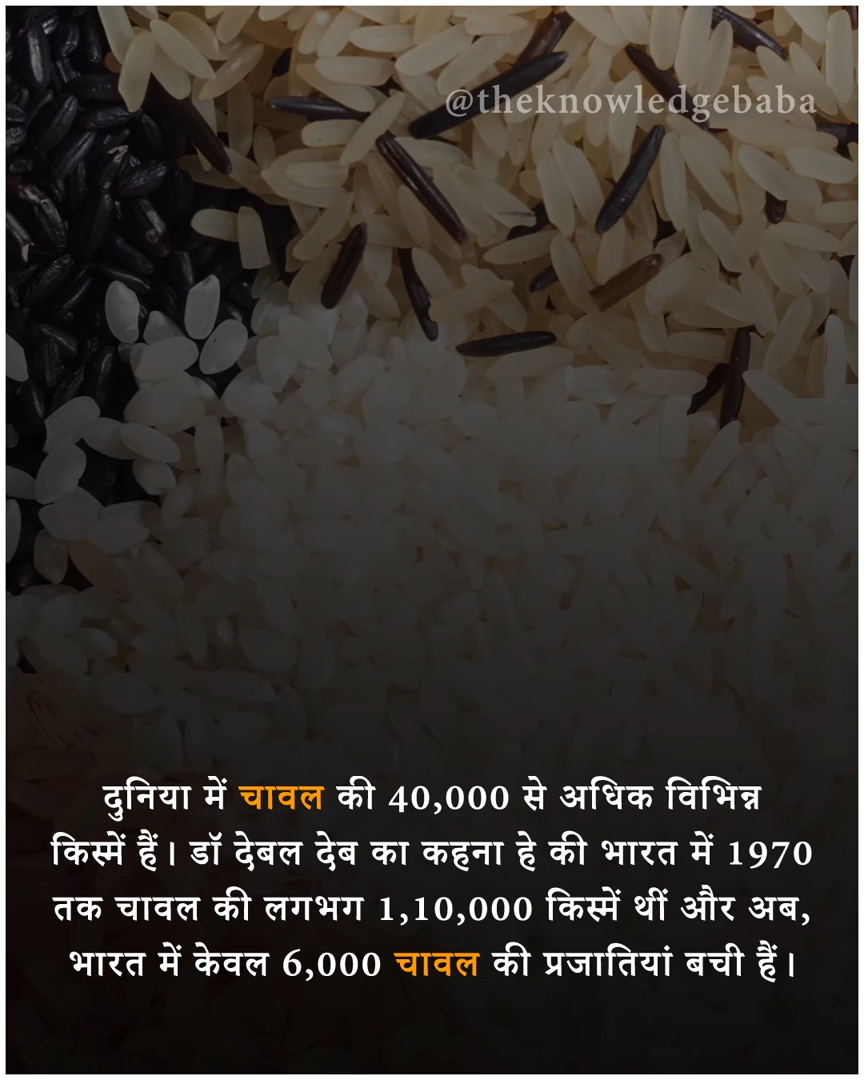 @theknowledgebaba
दुनिया में चावल की 40,000 से अधिक विभिन्न
किस्में हैं। डॉ देबल देब का कहना हे की भारत में 1970
तक चावल की लगभग 1,10,000 किस्में थीं और अब,
भारत में केवल 6,000 चावल की प्रजातियां बची हैं।